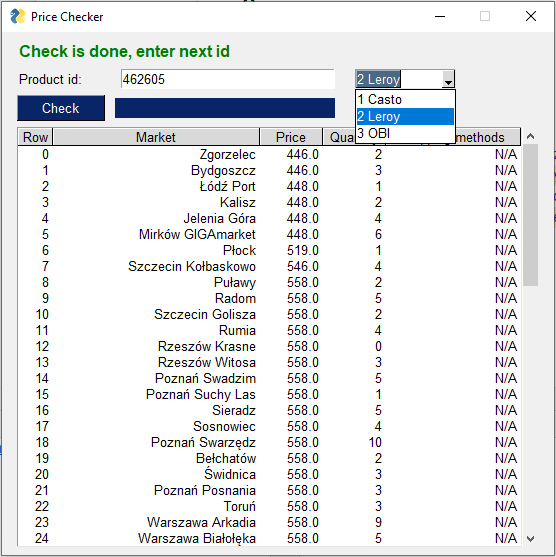 Price Checker
Check is done, enter next id
Product id: 462605 2 Leroy
Check
1 Casto
2 Leroy
3 OBI
Row Market Price methods
0 Zgorzelec 446.0 2 N/A
1 Bydgoszcz 446.0 3 N/A
2 Łódź Port 448.0 1 N/A
3 Kalisz 448.0 2 N/A
4 Jelenia Góra 448.0 4 N/A
5 Mirków GIGAmarket 448.0 6 N/A
6 Płock 519.0 1 N/A
7 Szczecin Kołbaskowo 546.0 4 N/A
8 Puławy 558.0 2 N/A
9 Radom 558.0 5 N/A
10 Szczecin Golisza 558.0 2 N/A
11 Rumia 558.0 4 N/A
12 Rzeszów Krasne 558.0 0 N/A
13 Rzeszów Witosa 558.0 3 N/A
14 Poznań Swadzim 558.0 5 N/A
15 Poznań Suchy Las 558.0 1 N/A
16 Sieradz 558.0 5 N/A
17 Sosnowiec 558.0 4 N/A
18 Poznań Swarzędz 558.0 10 N/A
19 Bełchatów 558.0 2 N/A
20 Świdnica 558.0 3 N/A
21 Poznań Posnania 558.0 3 N/A
22 Toruń 558.0 3 N/A
23 Warszawa Arkadia 558.0 9 N/A
24 Warszawa Białołęka 558.0 5 N/A